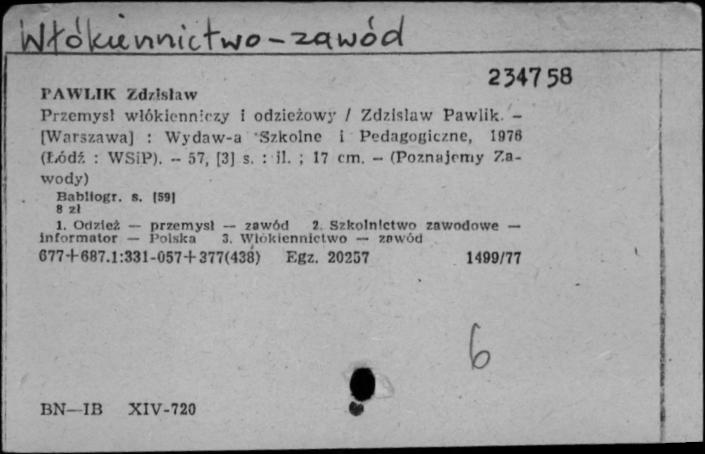 Włókiennictwo – zawód
234758
PAWLIK Zdzisław
Przemysł włókienniczy i odzieżowy / Zdzisław Pawlik. –
[Warszawa] : Wydaw-a Szkolne i Pedagogiczne, 1976
(Łódź : WSiP). – 57, [3] s. : il. ; 17 cm. – (Poznajemy Za-
wody)
Babliogr. s. [59]
8 zł
1. Odzież — przemysł — zawód 2. Szkolnictwo zawodowe —
informator — Polska 3. Włókiennictwo — zawód
677+687.1:331-057+377(438) Egz. 20257 1499/77
6
BN—IB XIV-720